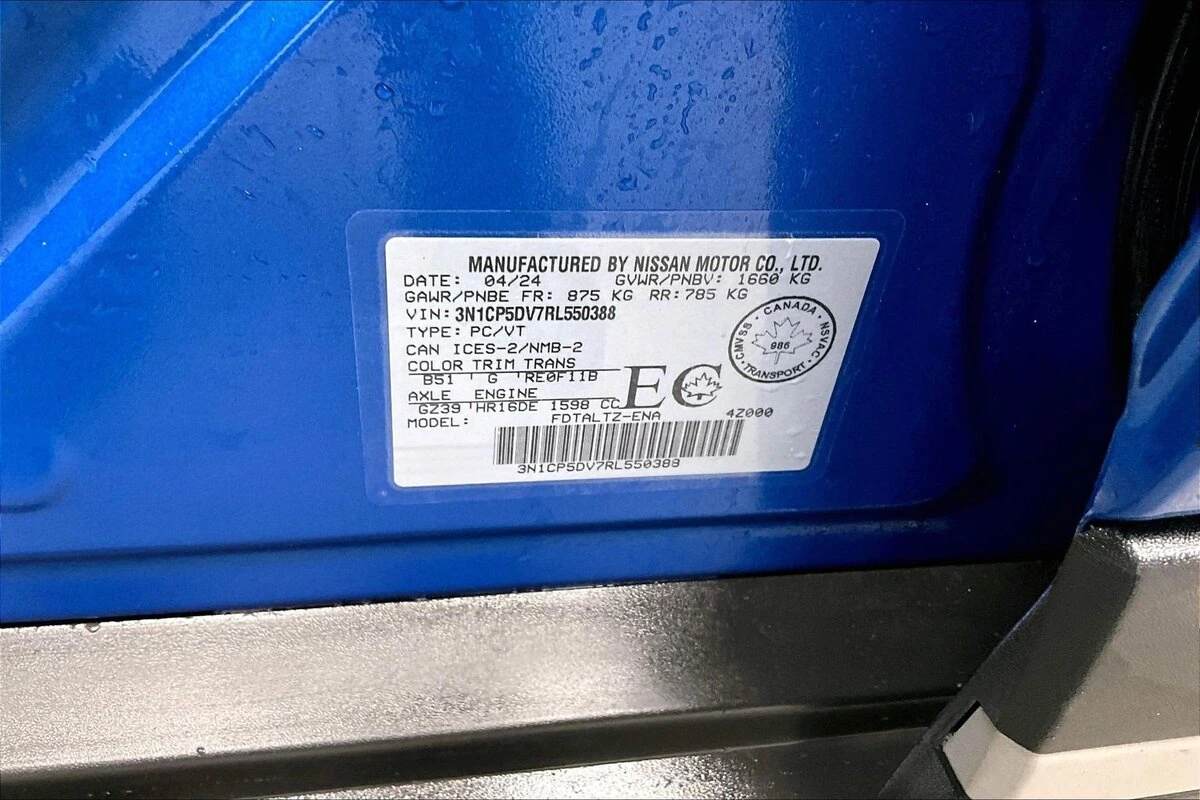 MANUFACTURED BY NISSAN MOTOR CO., LTD.
DATE: 04/24 GVWR/PNBV: 1660 KG
GAWR/PNBE FR: 875 KG RR:785 KG
VIN: 3N1CP5DV7RL550388
TYPE: PC/VT
CAN ICES-2/NMB-2
COLOR TRIM TRANS
B51 G RE0F11B
AXLE ENGINE
GZ39 HR16DE 1598 CC
MODEL: FDTALTZ-ENA 4Z000
3N1CP5DV7RL550388
EC
CANADA
CMVSS NSVAC
986
TRANSPORT